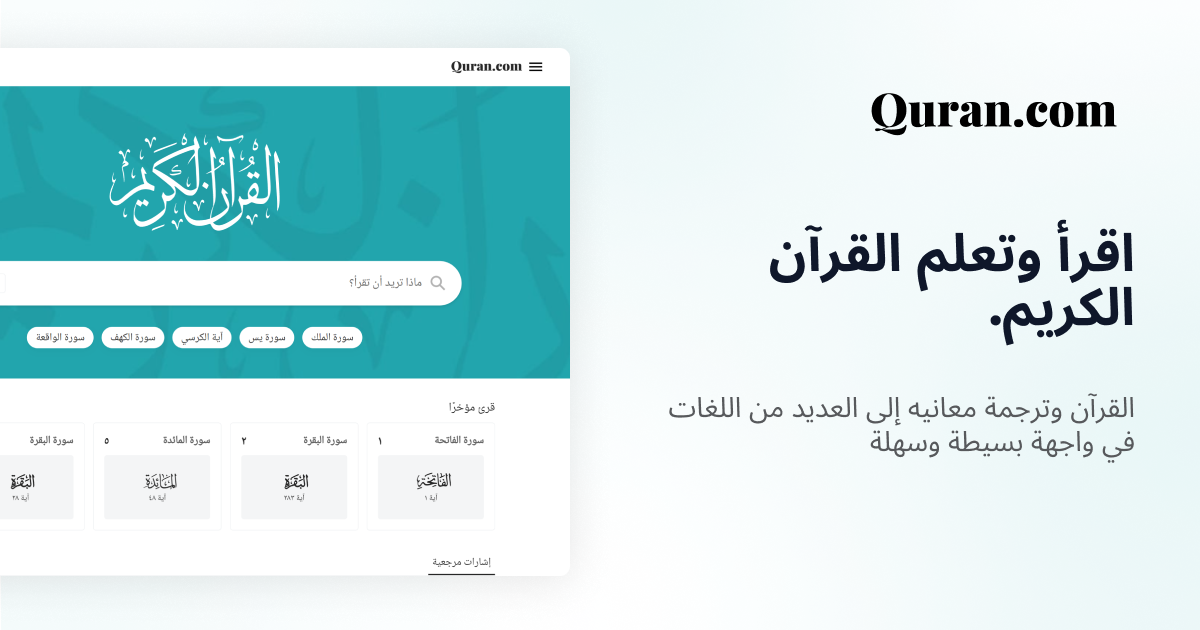 Quran.com
اقرأ وتعلم القرآن
الكريم.
القرآن وترجمة معانيه إلى العديد من اللغات
في واجهة بسيطة وسهلة
Quran.com
القرآن الكريم
ماذا تريد أن تقرأ؟
سورة الملك سورة يس آية الكرسي سورة الكهف سورة الواقعة
قرئ مؤخرًا
سورة الفاتحة ١ سورة البقرة ٢ سورة المائدة ٥ سورة البقرة
الفاتحة البقرة المائدة البقرة
آية ١ آية ٢٨٣ آية ٤٨ آية ٢٨
إشارات مرجعية